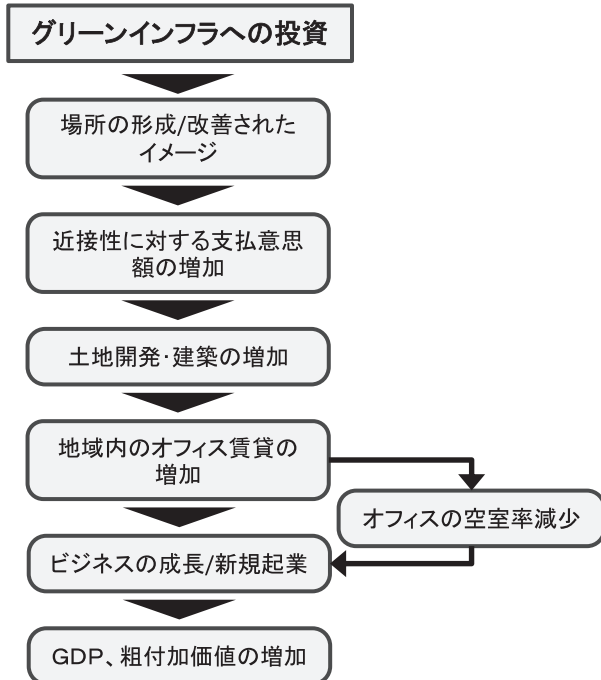 グリーンインフラへの投資
場所の形成/改善された
イメージ
近接性に対する支払意思
額の増加
土地開発・建築の増加
地域内のオフィス賃貸の
増加
オフィスの空室率減少
ビジネスの成長/新規起業
GDP、粗付加価値の増加